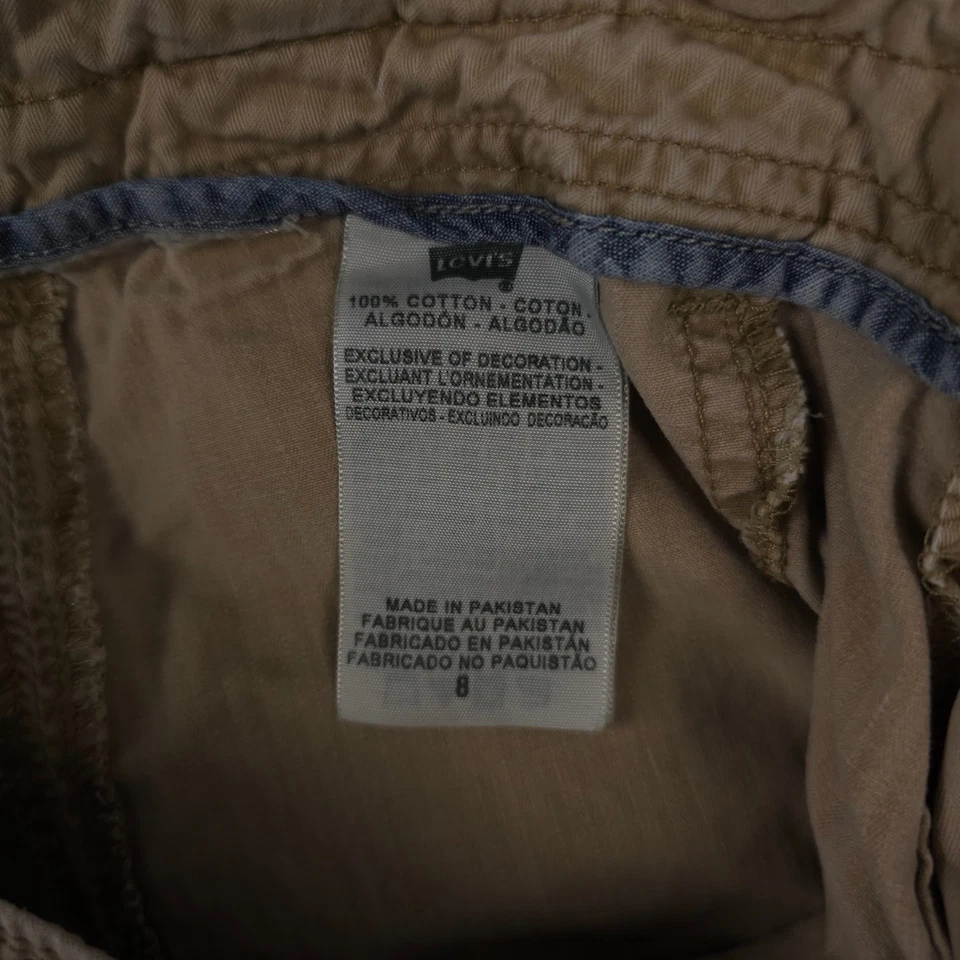 LEVI'S
®
100% COTTON - COTON -
ALGODÓN - ALGODÃO
EXCLUSIVE OF DECORATION -
EXCLUANT L'ORNEMENTATION -
EXCLUYENDO ELEMENTOS
DECORATIVOS - EXCLUINDO DECORAÇÃO
MADE IN PAKISTAN
FABRIQUE AU PAKISTAN
FABRICADO EN PAKISTÁN
FABRICADO NO PAQUISTÃO
8